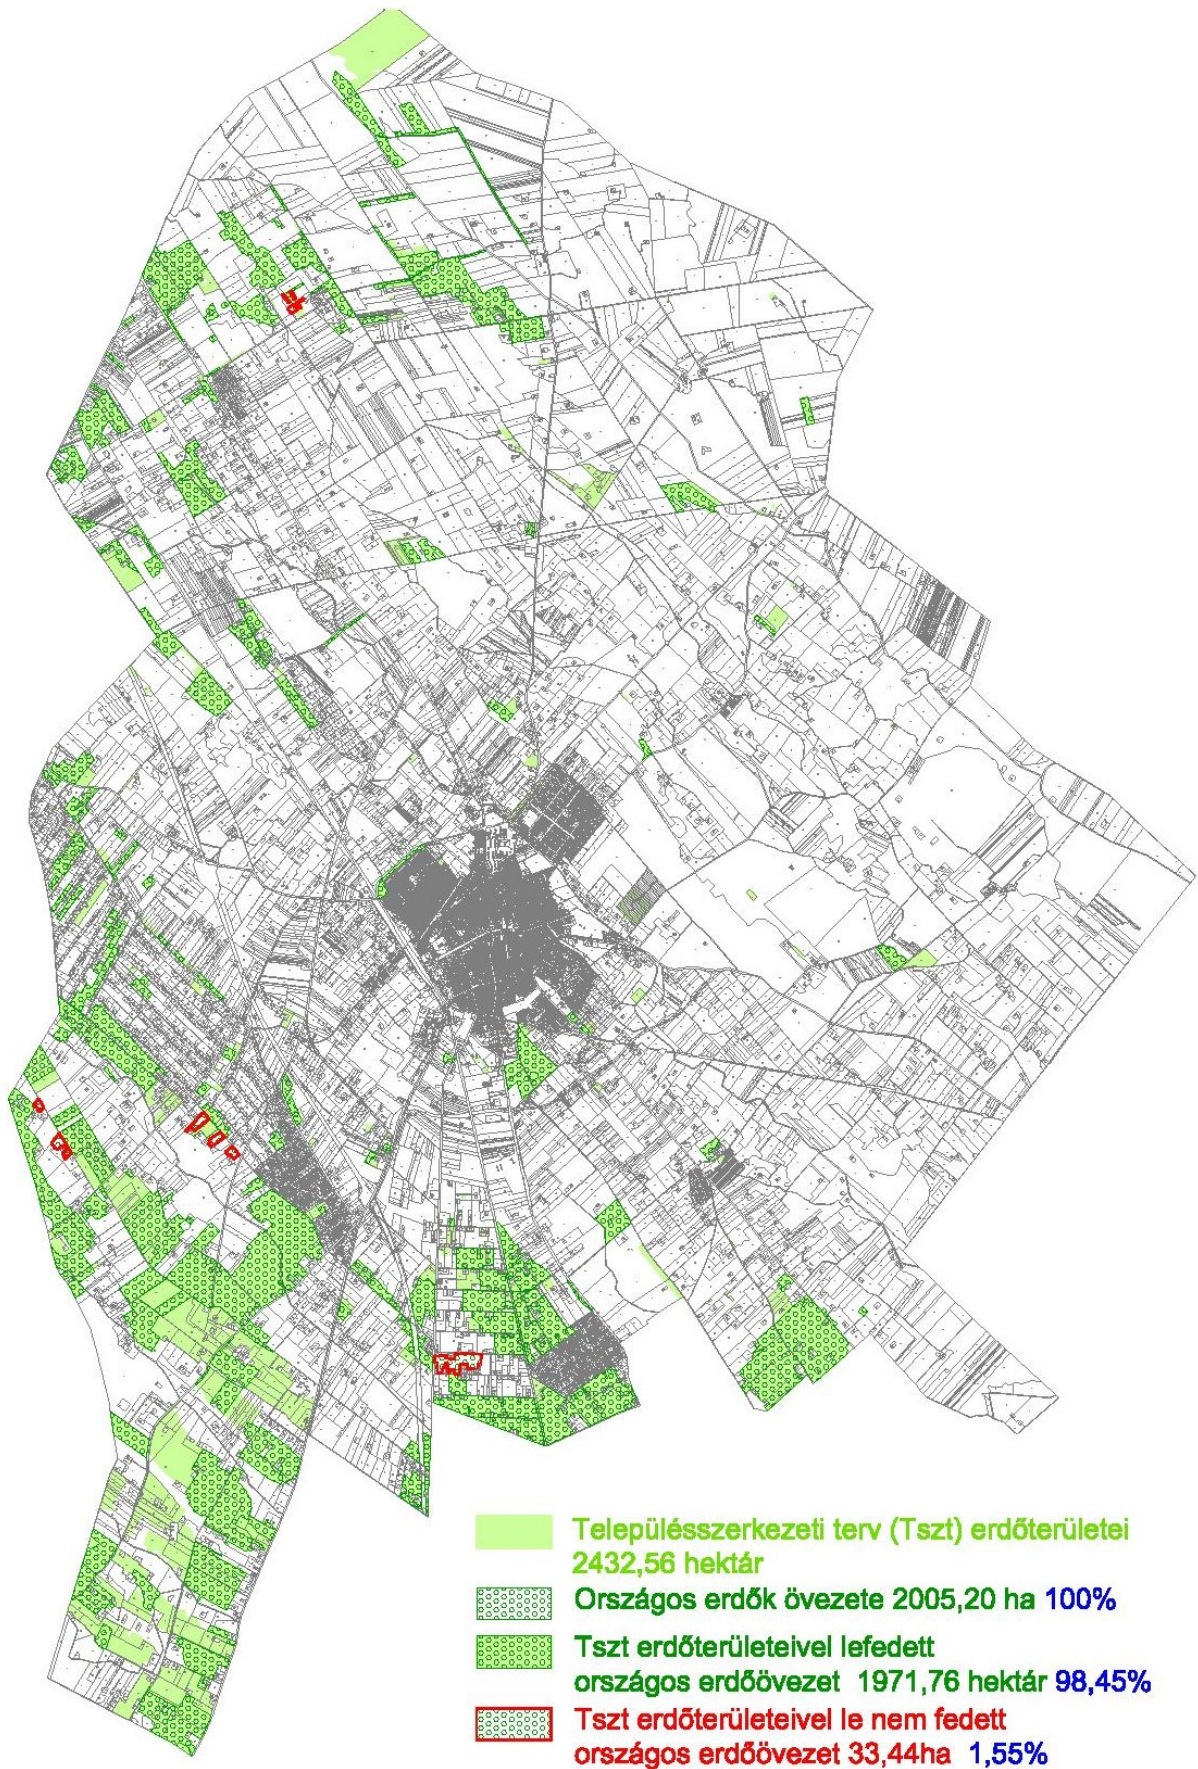 Településszerkezeti terv (Tszt) erdőterületei
2432,56 hektár
Országos erdők övezete 2005,20 ha 100%
Tszt erdőterületeivel lefedett
országos erdőövezet 1971,76 hektár 98,45%
Tszt erdőterületeivel le nem fedett
országos erdőövezet 33,44ha 1,55%